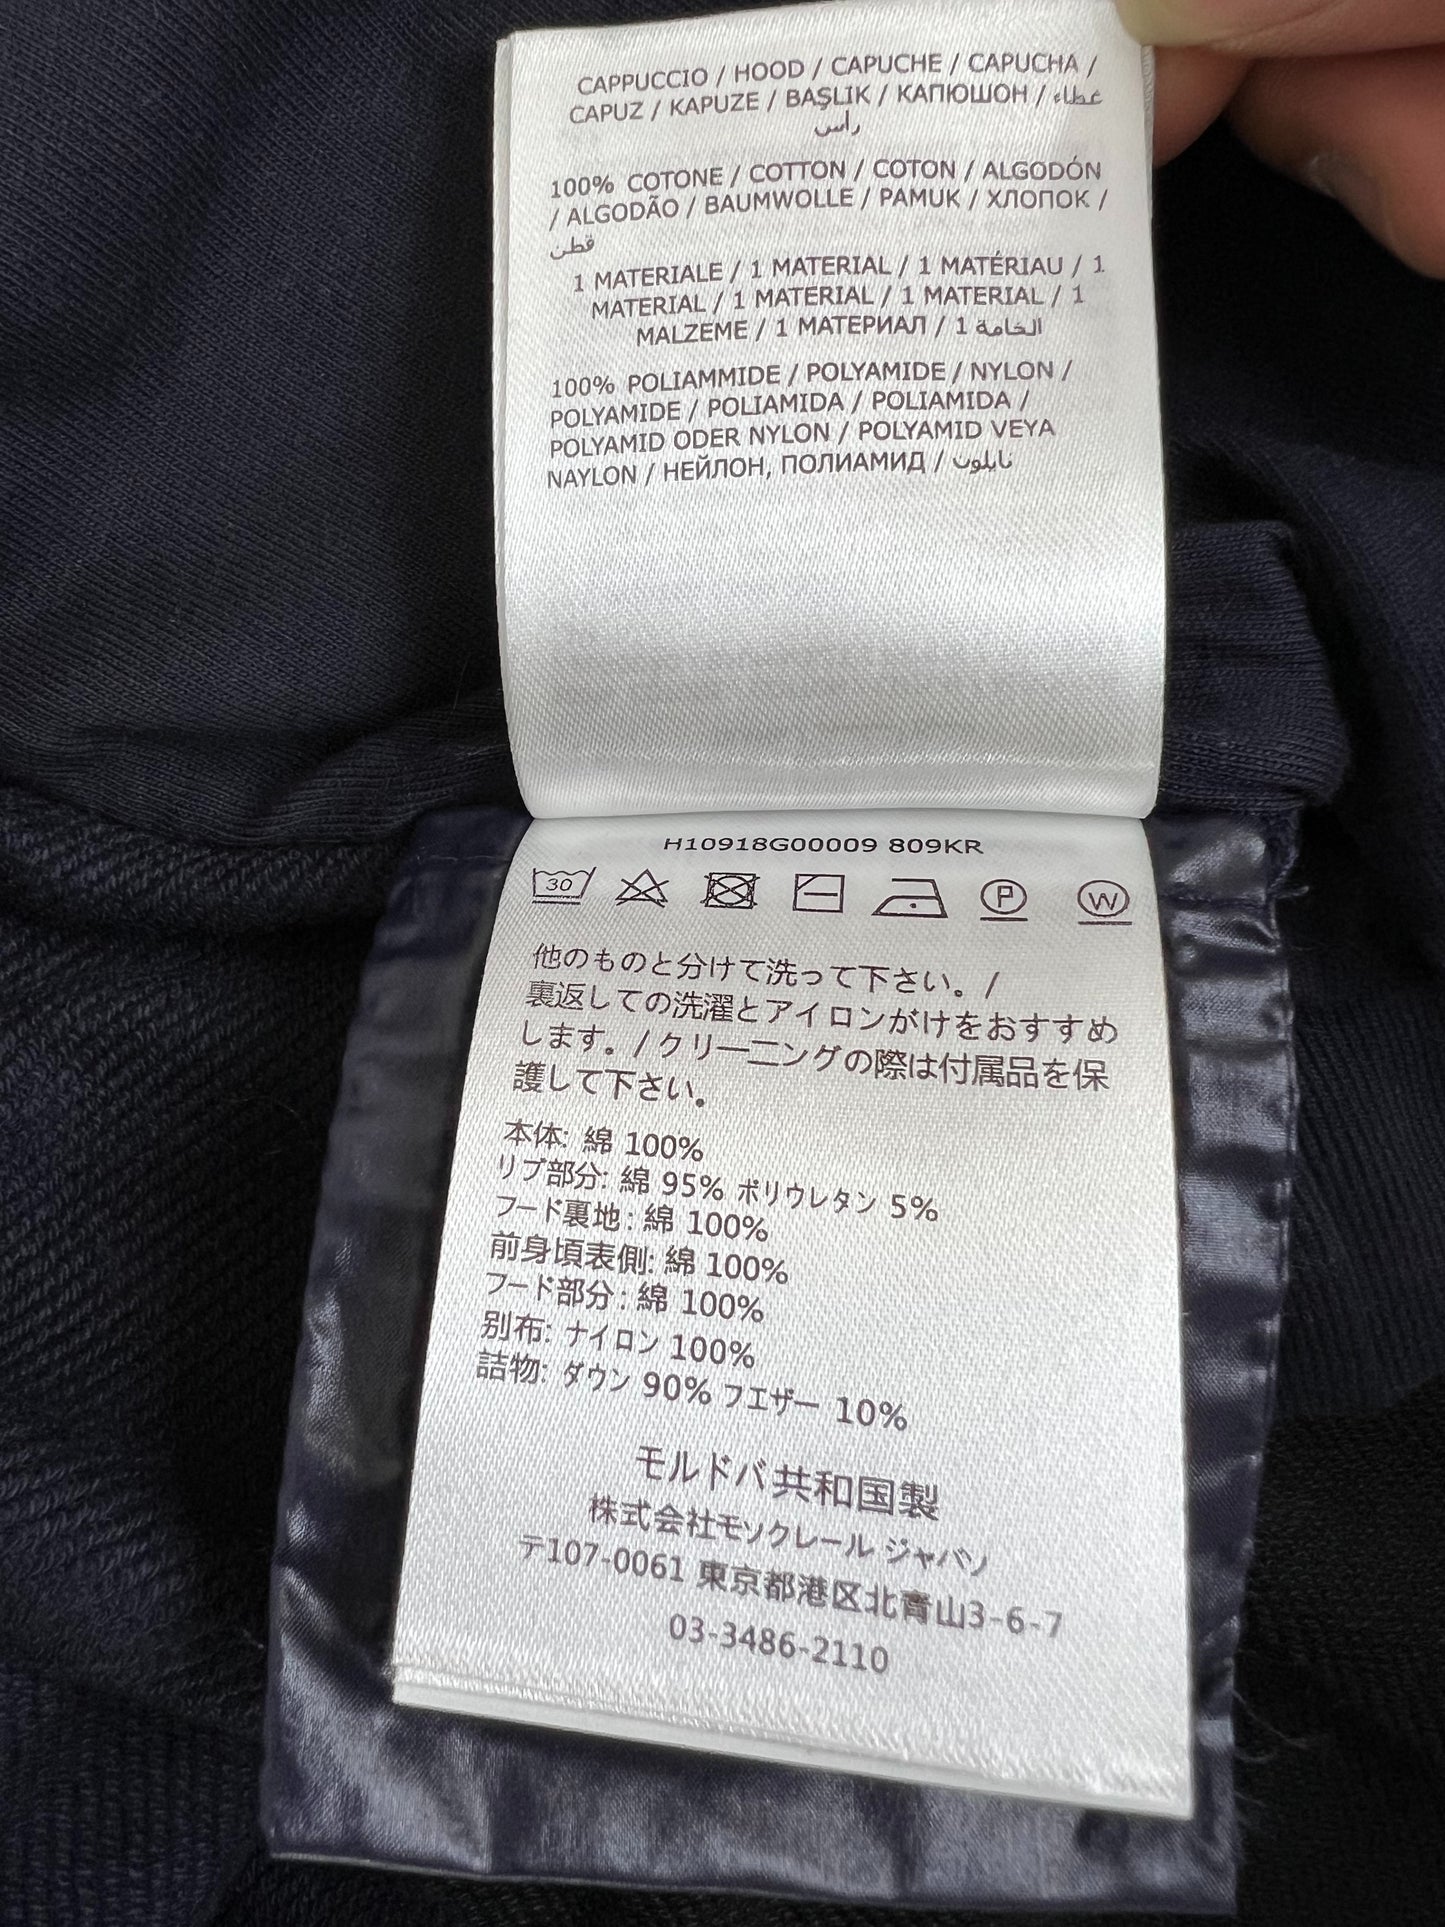 CAPPUCCIO / HOOD / CAPUCHE / CAPUCHA /
CAPUZ / KAPUZE / BAŞLIK / КАПЮШОН / غطاء
راس
100% COTONE / COTTON / COTON / ALGODÓN
/ ALGODÃO / BAUMWOLLE / PAMUK / ХЛОПОК /
قطن
1 MATERIALE / 1 MATERIAL / 1 MATÉRIAU / 1
MATERIAL / 1 MATERIAL / 1 MATERIAL / 1
MALZEME / 1 МАТЕРИАЛ / 1 الخامة
100% POLIAMMIDE / POLYAMIDE / NYLON /
POLYAMIDE / POLIAMIDA / POLIAMIDA /
POLYAMID ODER NYLON / POLYAMID VEYA
NAYLON / НЕЙЛОН, ПОЛИАМИД / نايلون
H10918G00009 809KR
30 P W
他のものと分けて洗って下さい。/
裏返しての洗濯とアイロンがけをおすすめ
します。/ クリーニングの際は付属品を保
護して下さい。
本体: 綿 100%
リブ部分: 綿 95% ポリウレタン 5%
フード裏地: 綿 100%
前身頃表側: 綿 100%
フード部分: 綿 100%
別布: ナイロン 100%
詰物: ダウン 90% フエザー 10%
モルドバ共和国製
株式会社モンクレール ジャパン
〒107-0061 東京都港区北青山3-6-7
03-3486-2110